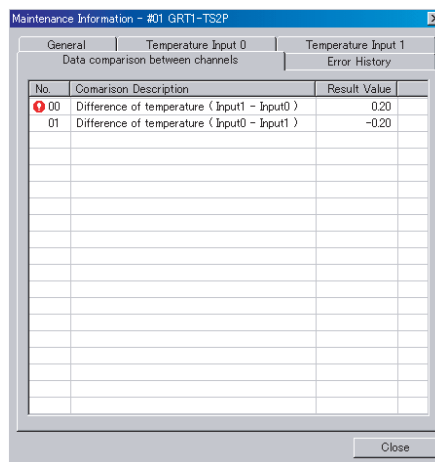 Maintenance Information - #01 GRT1-TS2P
General Temperature Input 0 Temperature Input 1
Data comparison between channels Error History
No. Comarison Description Result Value
00 Difference of temperature ( Input1 - Input0 ) 0.20
01 Difference of temperature ( Input0 - Input1 ) -0.20
Close